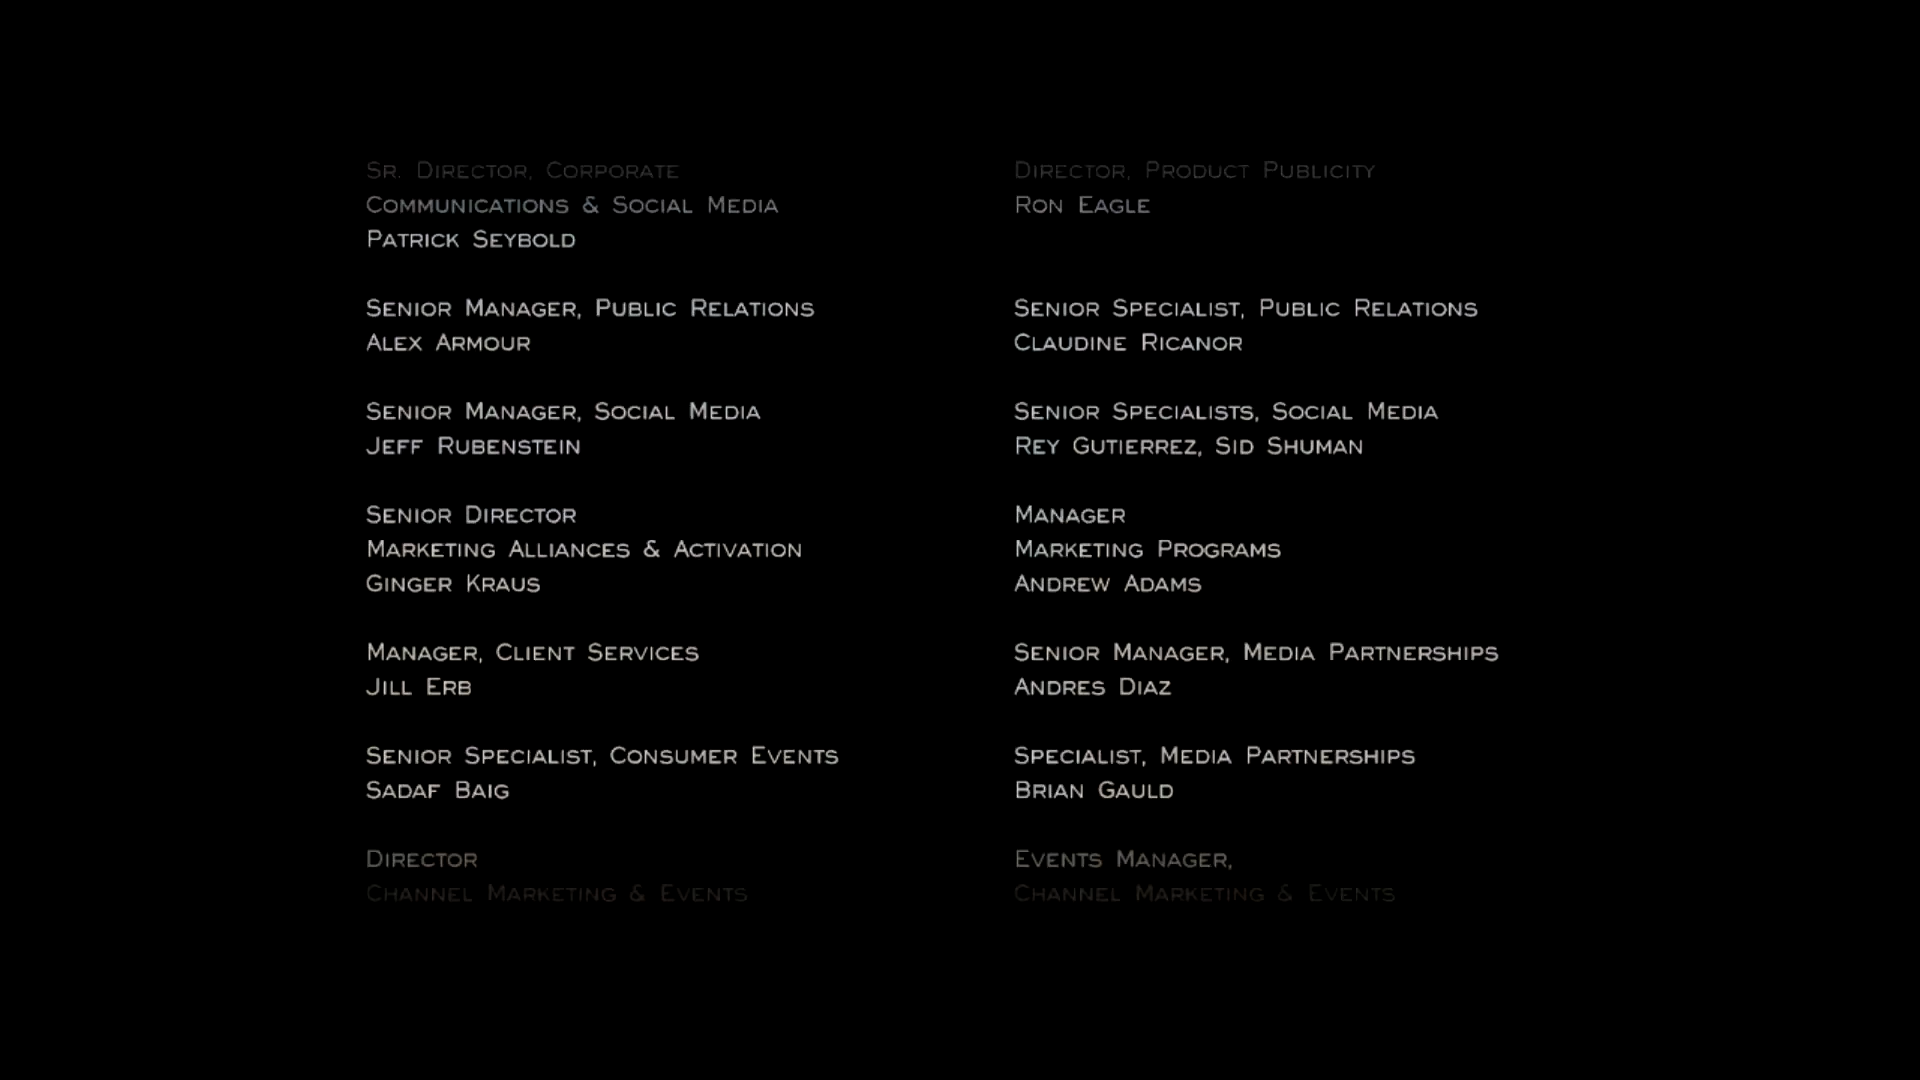 Sr. Director, Corporate
Communications & Social Media
Patrick Seybold
Director, Product Publicity
Ron Eagle
Senior Manager, Public Relations
Alex Armour
Senior Specialist, Public Relations
Claudine Ricanor
Senior Manager, Social Media
Jeff Rubenstein
Senior Specialists, Social Media
Rey Gutierrez, Sid Shuman
Senior Director
Marketing Alliances & Activation
Ginger Kraus
Manager
Marketing Programs
Andrew Adams
Manager, Client Services
Jill Erb
Senior Manager, Media Partnerships
Andres Diaz
Senior Specialist, Consumer Events
Sadaf Baig
Specialist, Media Partnerships
Brian Gauld
Director
Channel Marketing & Events
Events Manager,
Channel Marketing & Events